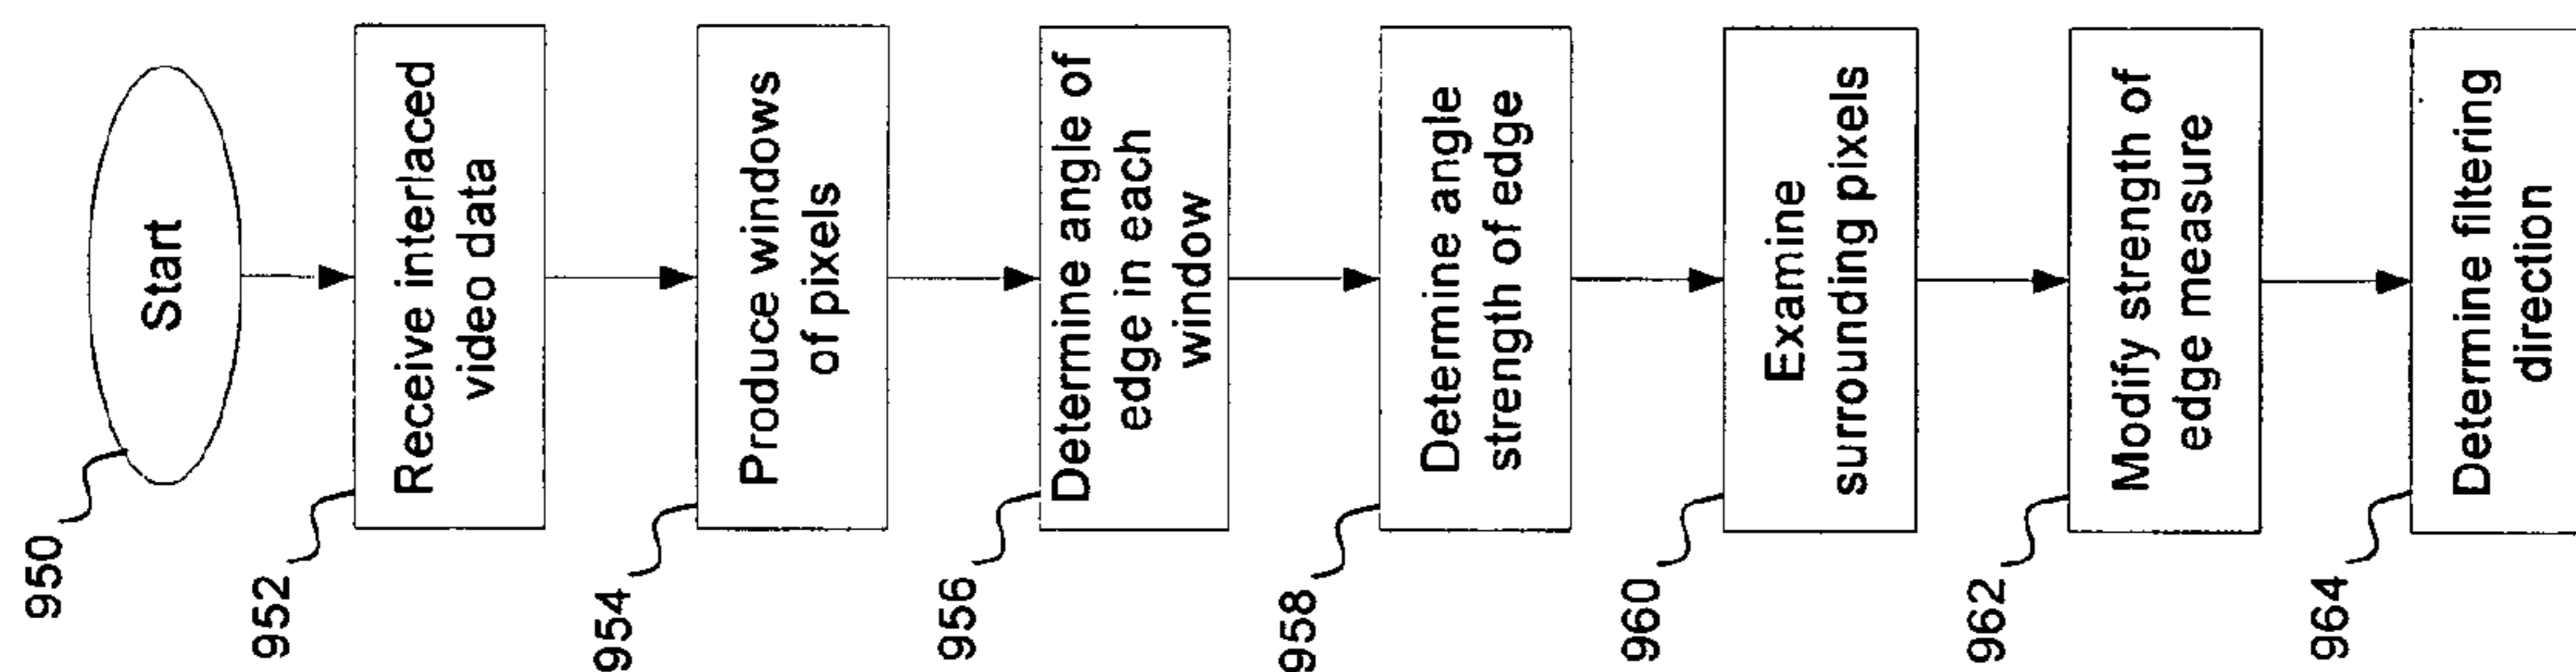 950
Start
952
Receive interlaced
video data
954
Produce windows
of pixels
956
Determine angle of
edge in each
window
958
Determine angle
strength of edge
960
Examine
surrounding pixels
962
Modify strength of
edge measure
964
Determine filtering
direction